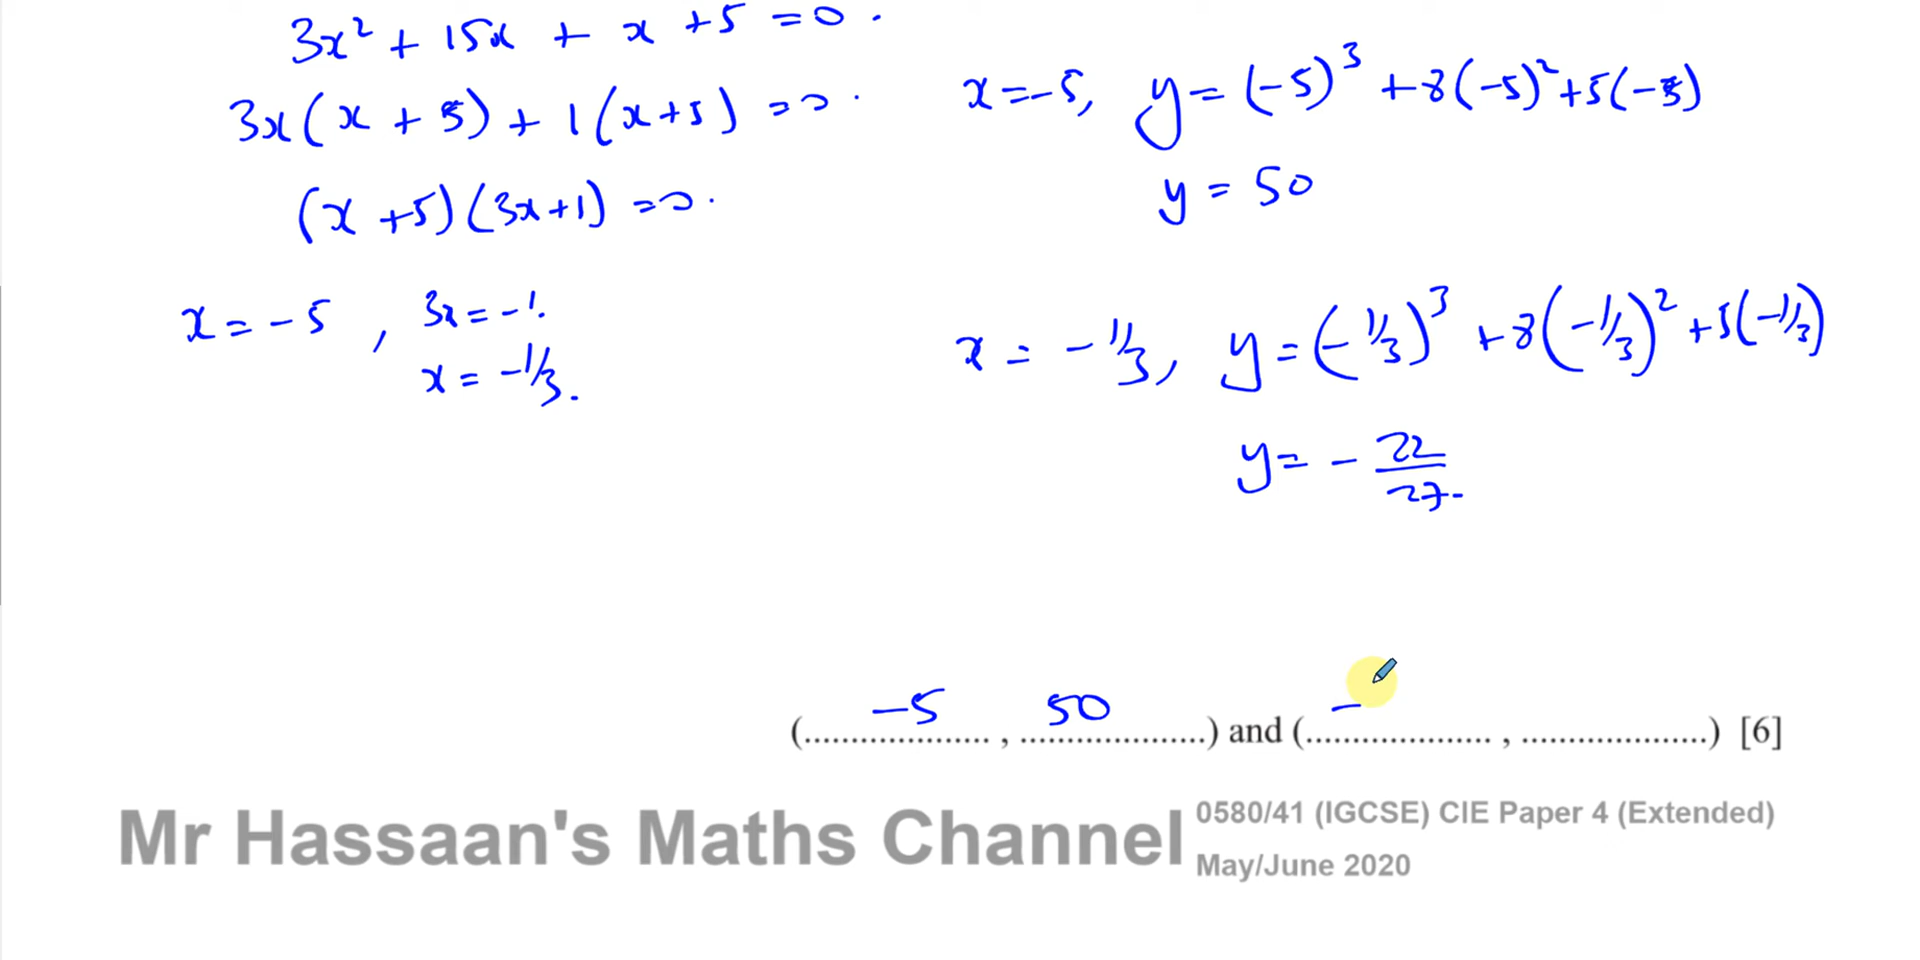 3x² + 15x + x + 5 = 0.
3x(x + 5) + 1(x+5) = 0.
(x + 5)(3x+1) = 0.
x = -5, 3x = -1.
x = -1/3.
x = -5, y = (-5)³ + 8(-5)² + 5(-5)
y = 50
x = -1/3, y = (-1/3)³ + 8(-1/3)² + 5(-1/3)
y = - 22/27.
(.......-5......., .......50.......) and (...–................., ....................) [6]
Mr Hassaan's Maths Channel
0580/41 (IGCSE) CIE Paper 4 (Extended)
May/June 2020